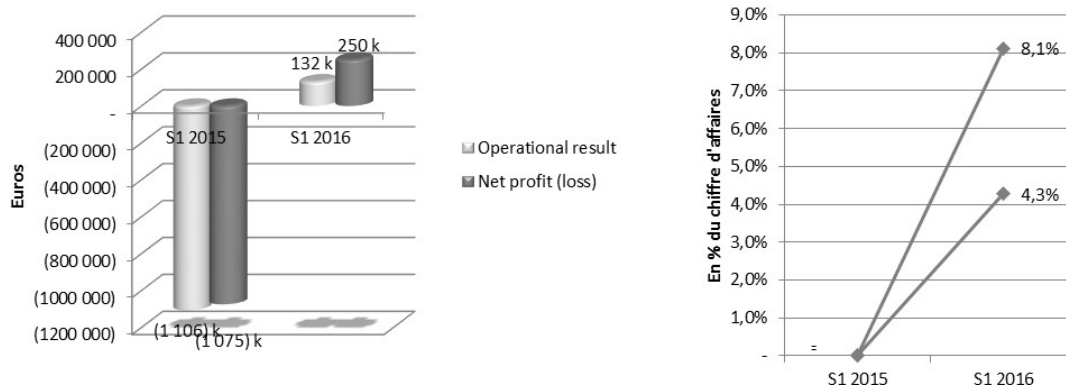 Euros
400 000
200 000
-
(200 000)
(400 000)
(600 000)
(800 000)
(1000 000)
(1200 000)
132 k
250 k
S1 2015
S1 2016
(1 106) k
(1 075) k
Operational result
Net profit (loss)
En % du chiffre d'affaires
9,0%
8,0%
7,0%
6,0%
5,0%
4,0%
3,0%
2,0%
1,0%
-
8,1%
4,3%
S1 2015
S1 2016